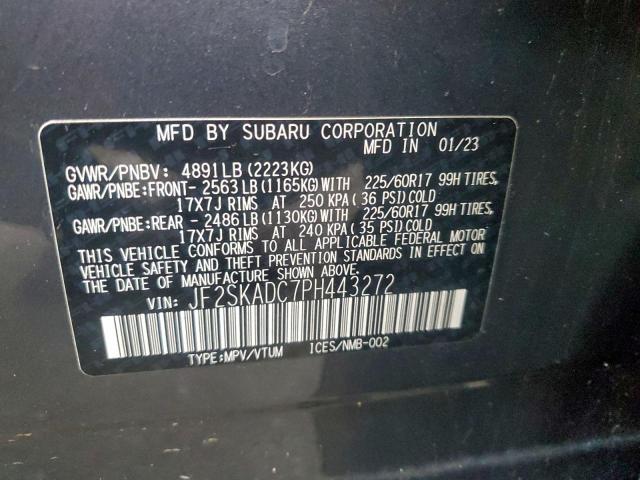 MFD BY SUBARU CORPORATION
MFD IN 01/23
GVWR/PNBV: 4891LB (2223KG)
GAWR/PNBE:FRONT- 2563LB(1165KG)WITH 225/60R17 99H TIRES,
17X7J RIMS AT 250 KPA (36 PSI)COLD
GAWR/PNBE:REAR - 2486LB(1130KG)WITH 225/60R17 99H TIRES,
17X7J RIMS AT 240 KPA (35 PSI)COLD
THIS VEHICLE CONFORMS TO ALL APPLICABLE FEDERAL MOTOR
VEHICLE SAFETY AND THEFT PREVENTION STANDARDS IN EFFECT ON
THE DATE OF MANUFACTURE SHOWN ABOVE.
VIN: JF2SKADC7PH443272
TYPE:MPV/VTUM ICES/NMB-002